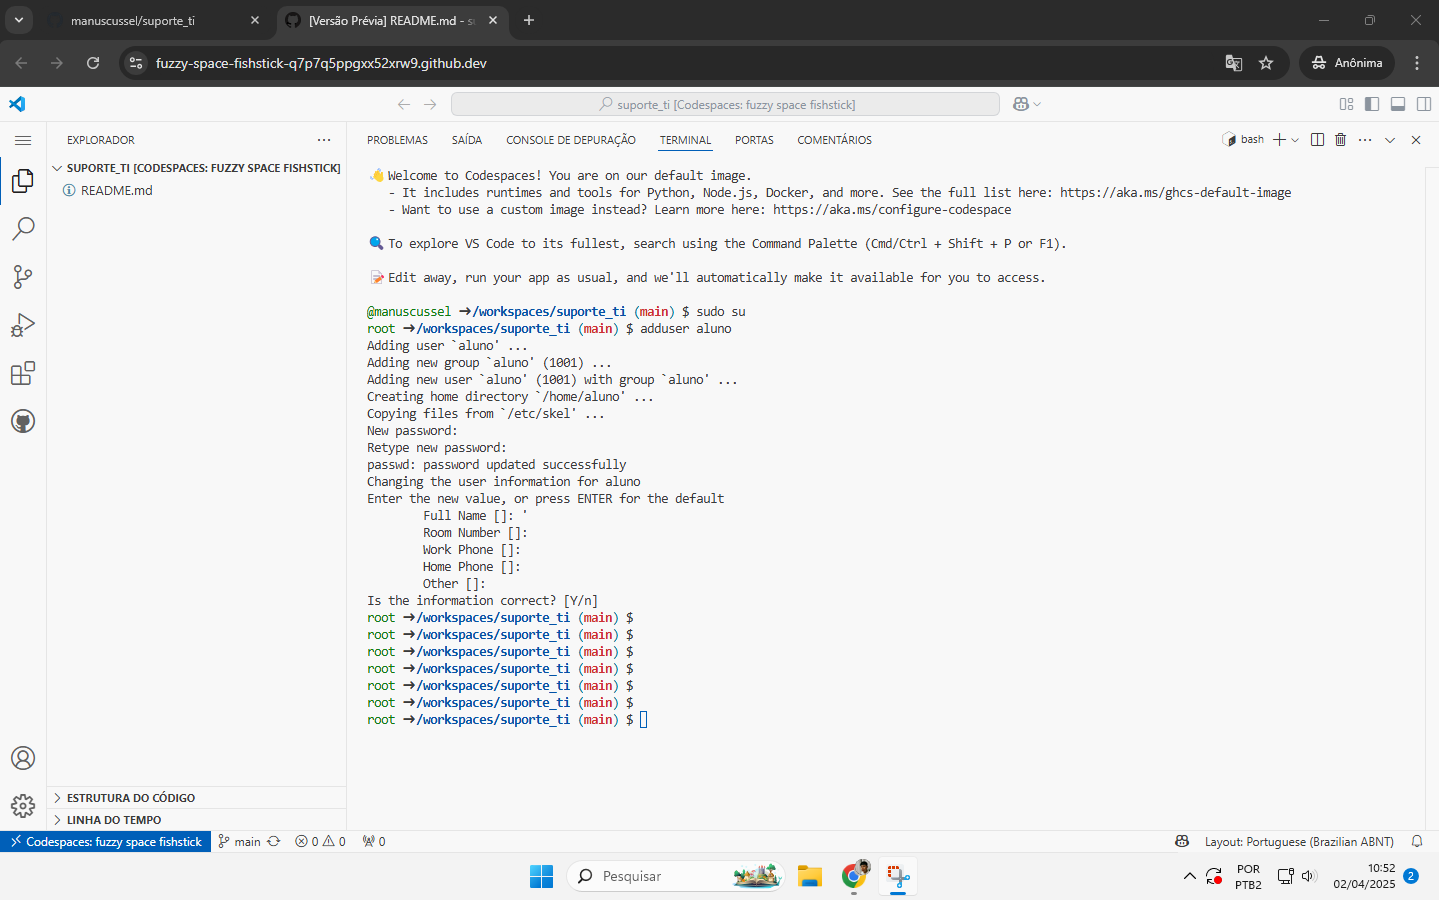 manuscussel/suporte_ti
[Versão Prévia] README.md - su
fuzzy-space-fishstick-q7p7q5ppgxx52xrw9.github.dev
Anônima
suporte_ti [Codespaces: fuzzy space fishstick]
EXPLORADOR
SUPORTE_TI [CODESPACES: FUZZY SPACE FISHSTICK]
README.md
PROBLEMAS SAÍDA CONSOLE DE DEPURAÇÃO TERMINAL PORTAS COMENTÁRIOS
bash
Welcome to Codespaces! You are on our default image.
- It includes runtimes and tools for Python, Node.js, Docker, and more. See the full list here: https://aka.ms/ghcs-default-image
- Want to use a custom image instead? Learn more here: https://aka.ms/configure-codespace
To explore VS Code to its fullest, search using the Command Palette (Cmd/Ctrl + Shift + P or F1).
Edit away, run your app as usual, and we'll automatically make it available for you to access.
@manuscussel ➜/workspaces/suporte_ti (main) $ sudo su
root ➜/workspaces/suporte_ti (main) $ adduser aluno
Adding user `aluno' ...
Adding new group `aluno' (1001) ...
Adding new user `aluno' (1001) with group `aluno' ...
Creating home directory `/home/aluno' ...
Copying files from `/etc/skel' ...
New password:
Retype new password:
passwd: password updated successfully
Changing the user information for aluno
Enter the new value, or press ENTER for the default
Full Name []: '
Room Number []:
Work Phone []:
Home Phone []:
Other []:
Is the information correct? [Y/n]
root ➜/workspaces/suporte_ti (main) $
root ➜/workspaces/suporte_ti (main) $
root ➜/workspaces/suporte_ti (main) $
root ➜/workspaces/suporte_ti (main) $
root ➜/workspaces/suporte_ti (main) $
root ➜/workspaces/suporte_ti (main) $
root ➜/workspaces/suporte_ti (main) $
ESTRUTURA DO CÓDIGO
LINHA DO TEMPO
Codespaces: fuzzy space fishstick main 0 0 0
Layout: Portuguese (Brazilian ABNT)
Pesquisar
POR
PTB2
10:52
02/04/2025
2